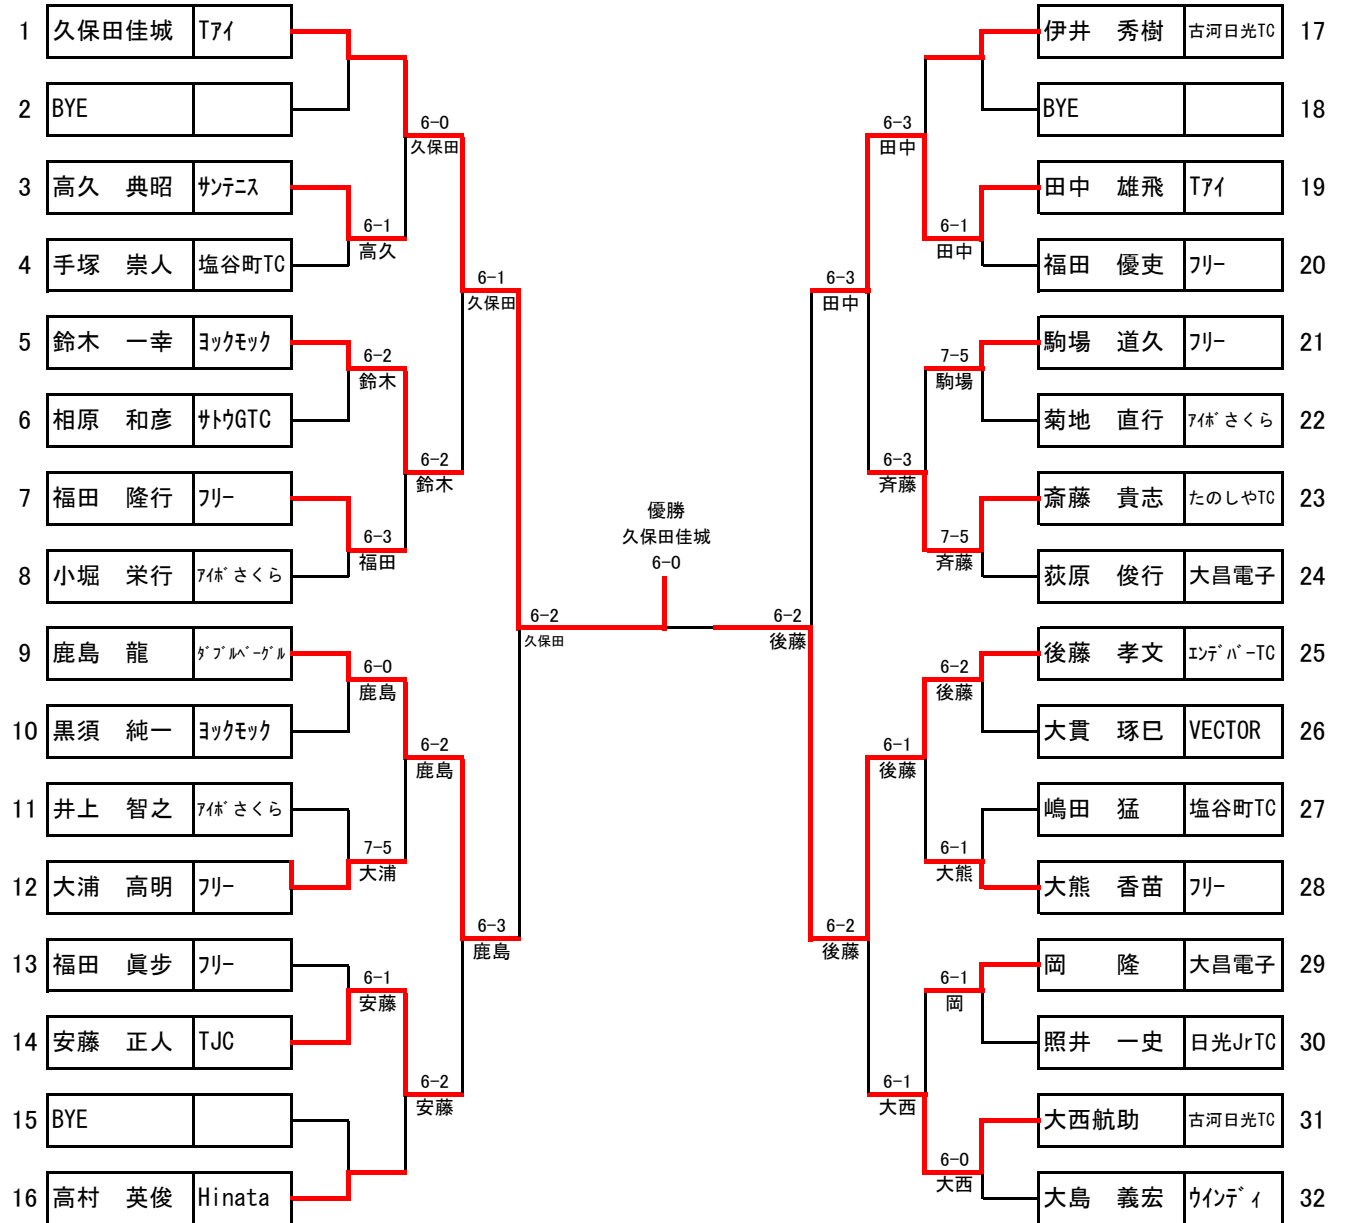 1 久保田佳城 Tｱｲ
2 BYE
6-0
久保田
3 高久　典昭 ｻﾝﾃﾆｽ
6-1
高久
4 手塚　崇人 塩谷町TC
6-1
久保田
5 鈴木　一幸 ﾖｯｸﾓｯｸ
6-2
鈴木
6 相原　和彦 ｻﾄｳGTC
6-2
鈴木
7 福田　隆行 ﾌﾘｰ
6-3
福田
8 小堀　栄行 ｱｲﾎﾞさくら
6-2
久保田
9 鹿島　龍 ﾀﾞﾌﾞﾙﾍﾞｰｸﾞﾙ
6-0
鹿島
10 黒須　純一 ﾖｯｸﾓｯｸ
6-2
鹿島
11 井上　智之 ｱｲﾎﾞさくら
7-5
大浦
12 大浦　高明 ﾌﾘｰ
6-3
鹿島
13 福田　眞歩 ﾌﾘｰ
6-1
安藤
14 安藤　正人 TJC
6-2
安藤
15 BYE
16 高村　英俊 Hinata
優勝
久保田佳城
6-0
伊井　秀樹 古河日光TC 17
BYE 18
6-3
田中
田中　雄飛 Tｱｲ 19
6-1
田中
福田　優吏 ﾌﾘｰ 20
6-3
田中
駒場　道久 ﾌﾘｰ 21
7-5
駒場
菊地　直行 ｱｲﾎﾞさくら 22
6-3
斉藤
斎藤　貴志 たのしやTC 23
7-5
斉藤
荻原　俊行 大昌電子 24
6-2
後藤
後藤　孝文 ｴﾝﾃﾞﾊﾞｰTC 25
6-2
後藤
大貫　琢巳 VECTOR 26
6-1
後藤
嶋田　猛 塩谷町TC 27
6-1
大熊
大熊　香苗 ﾌﾘｰ 28
6-2
後藤
岡　　隆 大昌電子 29
6-1
岡
照井　一史 日光JrTC 30
6-1
大西
大西航助 古河日光TC 31
6-0
大西
大島　義宏 ｳｲﾝﾃﾞｨ 32